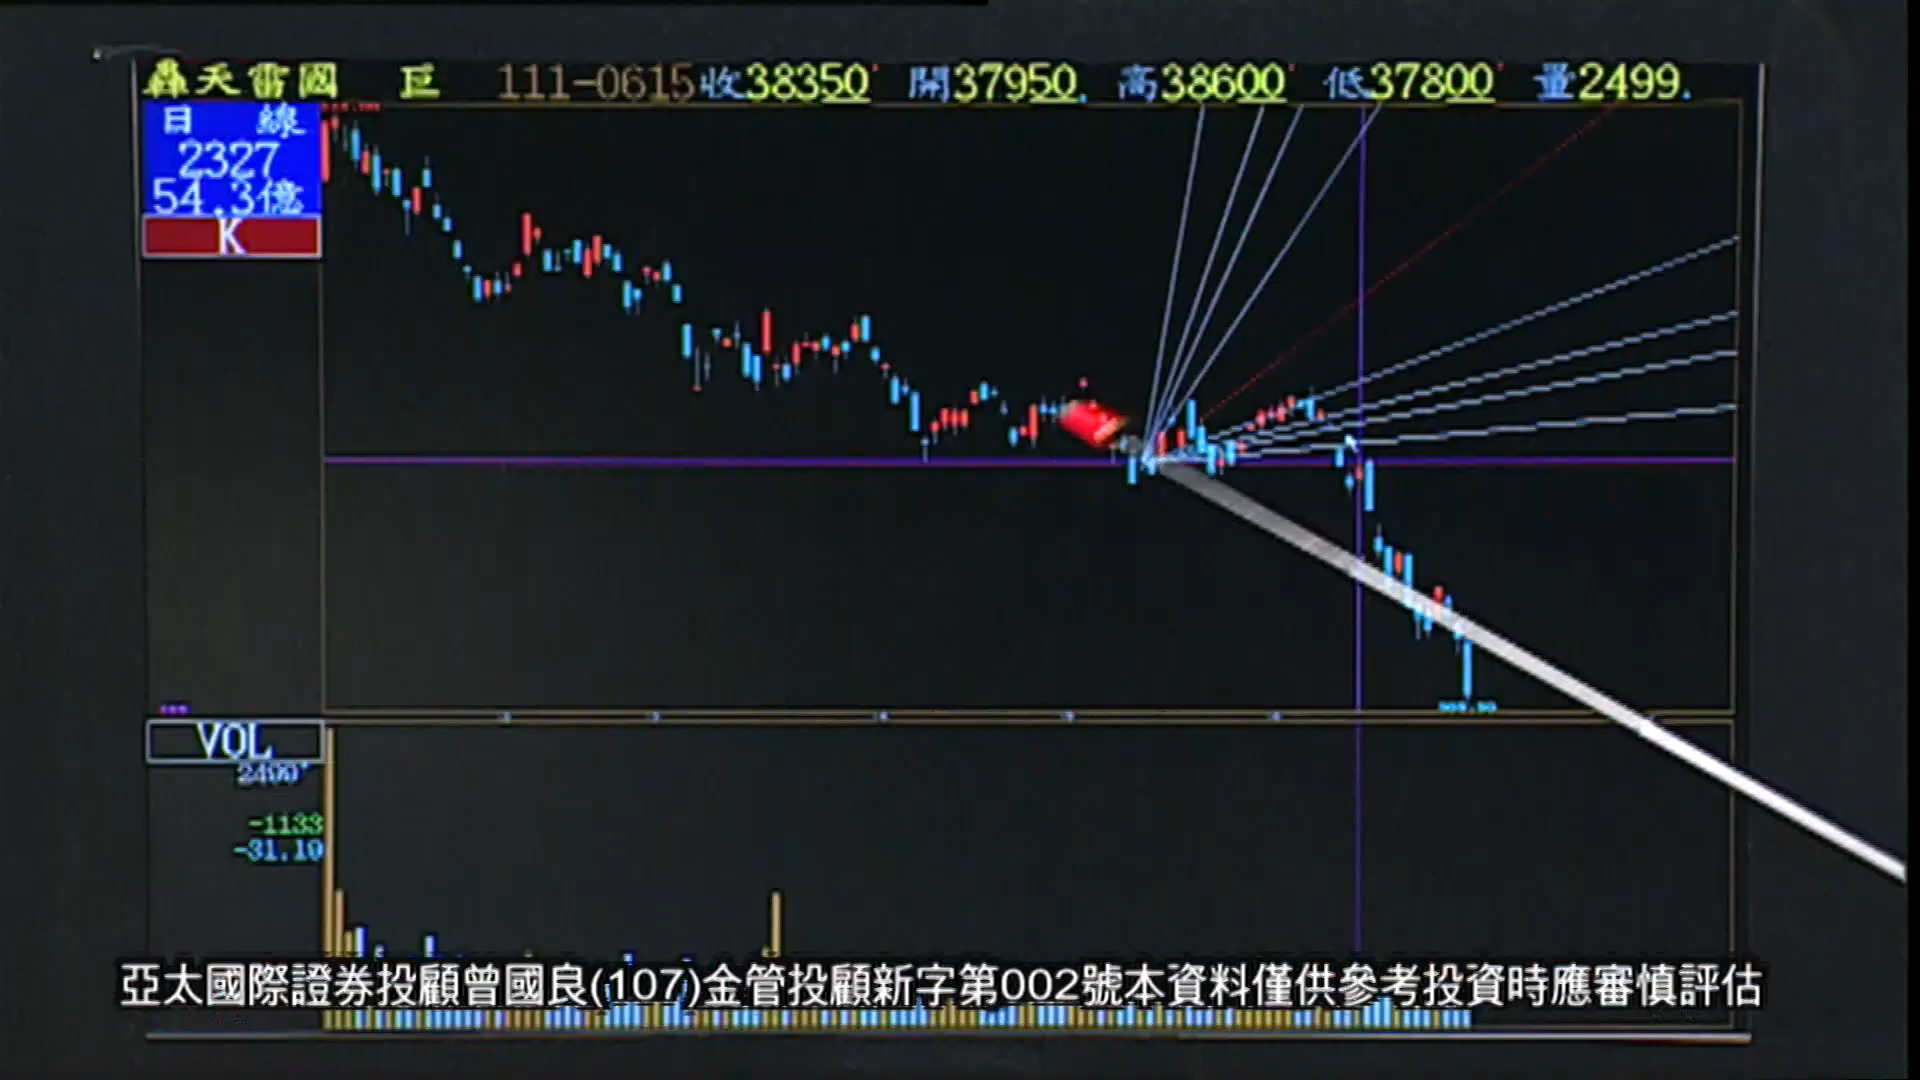 轟天雷國 巨 111-0615收38350 開37950. 高38600 低37800 量2499.
日 線
2327
54.3億
K
VOL
2400
-1133
-31.10
亞太國際證券投顧曾國良(107)金管投顧新字第002號本資料僅供參考投資時應審慎評估